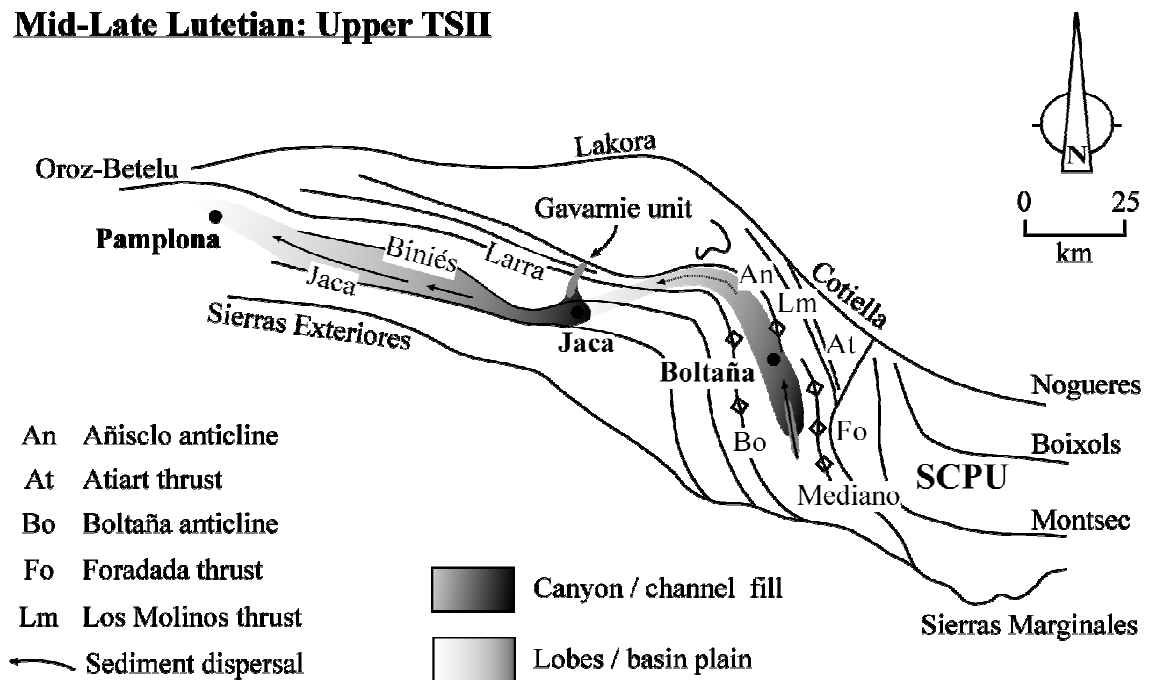 Mid-Late Lutetian: Upper TSII
N
0 25
km
Lakora
Oroz-Betelu
Gavarnie unit
Pamplona
Biniés
Larra
Jaca
An
Cotiella
Lm
Sierras Exteriores
Jaca
At
Boltaña
Nogueres
Bo
Fo
Boixols
SCPU
Mediano
Montsec
Sierras Marginales
An Añisclo anticline
At Atiart thrust
Bo Boltaña anticline
Fo Foradada thrust
Lm Los Molinos thrust
Sediment dispersal
Canyon / channel fill
Lobes / basin plain